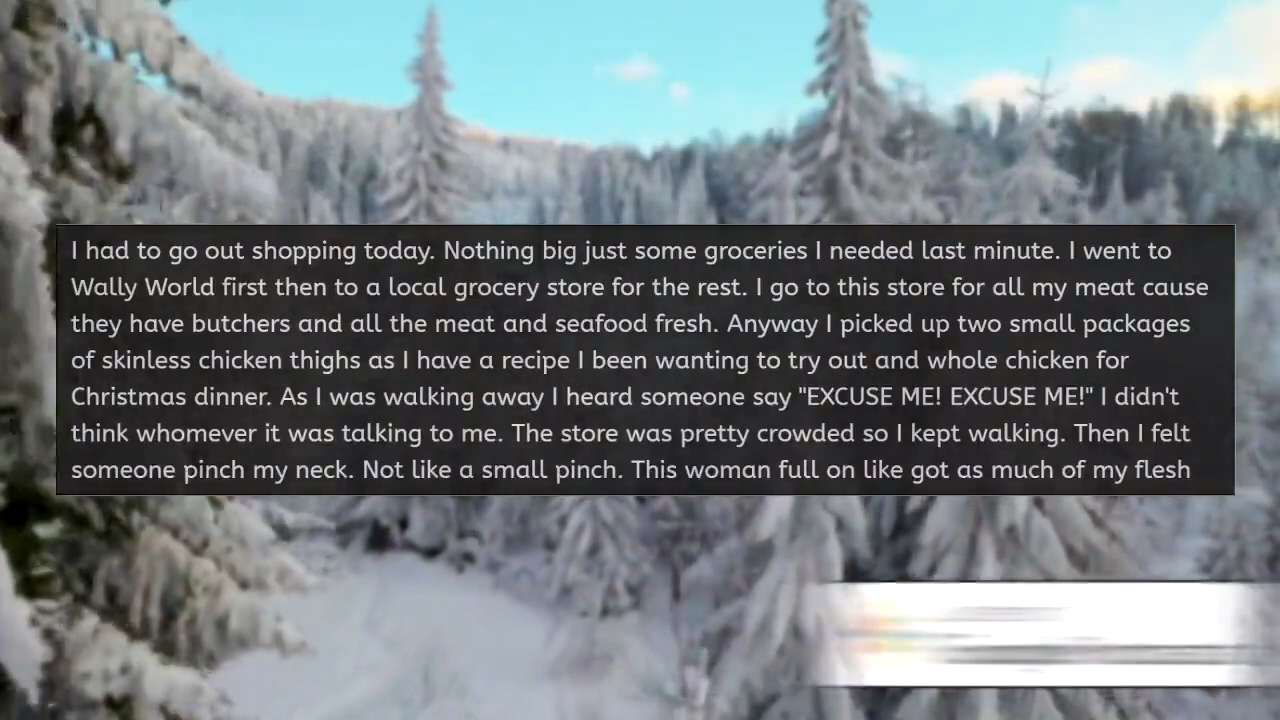 I had to go out shopping today. Nothing big just some groceries I needed last minute. I went to
Wally World first then to a local grocery store for the rest. I go to this store for all my meat cause
they have butchers and all the meat and seafood fresh. Anyway I picked up two small packages
of skinless chicken thighs as I have a recipe I been wanting to try out and whole chicken for
Christmas dinner. As I was walking away I heard someone say "EXCUSE ME! EXCUSE ME!" I didn't
think whomever it was talking to me. The store was pretty crowded so I kept walking. Then I felt
someone pinch my neck. Not like a small pinch. This woman full on like got as much of my flesh